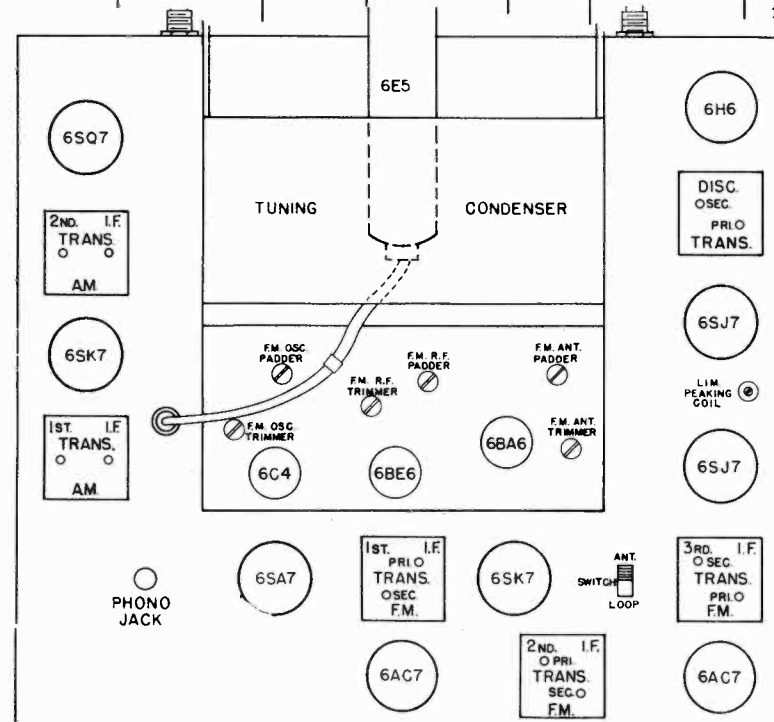 6E5
6SQ7
6H6
2ND. I.F.
TRANS.
A.M.
TUNING CONDENSER
DISC.
SEC.
PRI.
TRANS.
6SK7
6SJ7
F.M. OSC.
PADDER
F.M. R.F.
PADDER
F.M. ANT.
PADDER
F.M. R.F.
TRIMMER
LIM.
PEAKING
COIL
1ST. I.F.
TRANS.
A.M.
F.M. OSC.
TRIMMER
F.M. ANT.
TRIMMER
6C4
6BE6
6BA6
6SJ7
PHONO
JACK
6SA7
1ST. I.F.
PRI.
TRANS.
SEC.
F.M.
6SK7
ANT.
SWITCH
LOOP
3RD. I.F.
SEC.
TRANS.
PRI.
F.M.
6AC7
2ND. I.F.
PRI.
TRANS.
SEC.
F.M.
6AC7